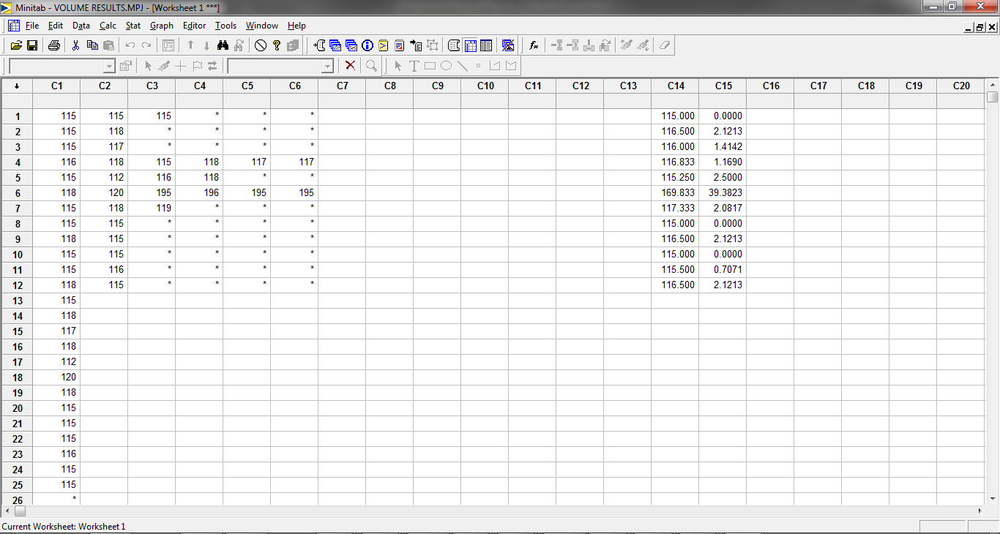 Minitab - VOLUME RESULTS.MPJ - [Worksheet 1 ***]
File Edit Data Calc Stat Graph Editor Tools Window Help
↓ C1 C2 C3 C4 C5 C6 C7 C8 C9 C10 C11 C12 C13 C14 C15 C16 C17 C18 C19 C20
1 115 115 115 * * * 115.000 0.0000
2 115 118 * * * * 116.500 2.1213
3 115 117 * * * * 116.000 1.4142
4 116 118 115 118 117 117 116.833 1.1690
5 115 112 116 118 * * 115.250 2.5000
6 118 120 195 196 195 195 169.833 39.3823
7 115 118 119 * * * 117.333 2.0817
8 115 115 * * * * 115.000 0.0000
9 118 115 * * * * 116.500 2.1213
10 115 115 * * * * 115.000 0.0000
11 115 116 * * * * 115.500 0.7071
12 118 115 * * * * 116.500 2.1213
13 115
14 118
15 117
16 118
17 112
18 120
19 118
20 115
21 115
22 115
23 116
24 115
25 115
26 *
Current Worksheet: Worksheet 1